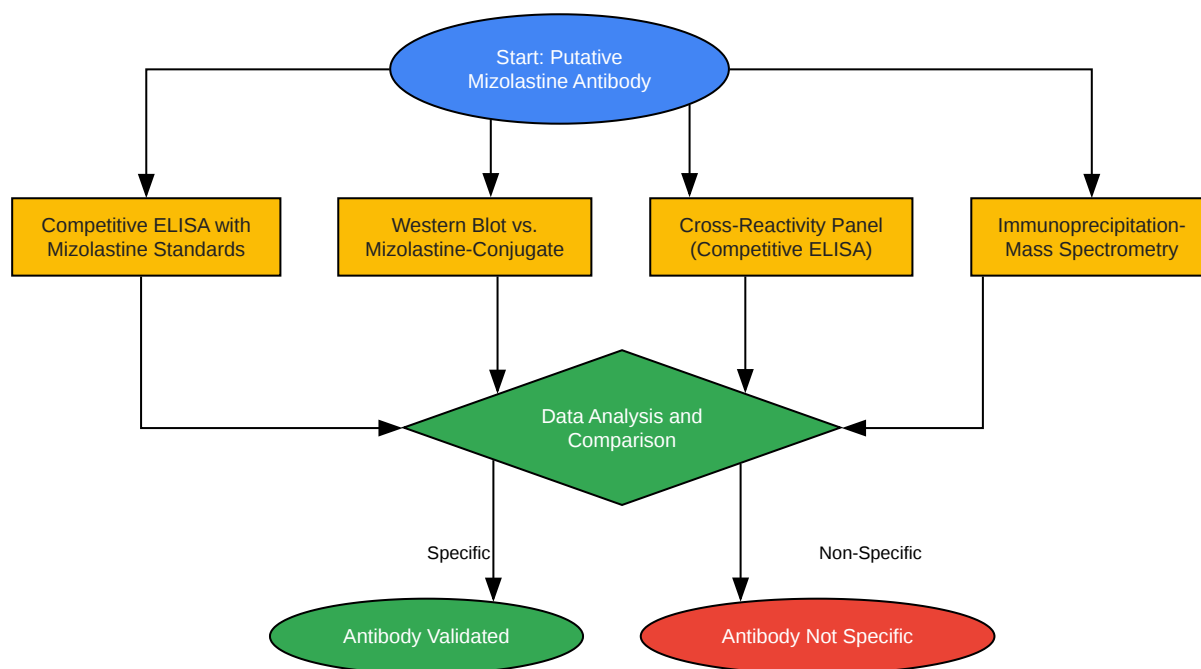 Start: Putative
Mizolastine Antibody
Competitive ELISA with
Mizolastine Standards
Western Blot vs.
Mizolastine-Conjugate
Cross-Reactivity Panel
(Competitive ELISA)
Immunoprecipitation-
Mass Spectrometry
Data Analysis and
Comparison
Specific
Non-Specific
Antibody Validated
Antibody Not Specific